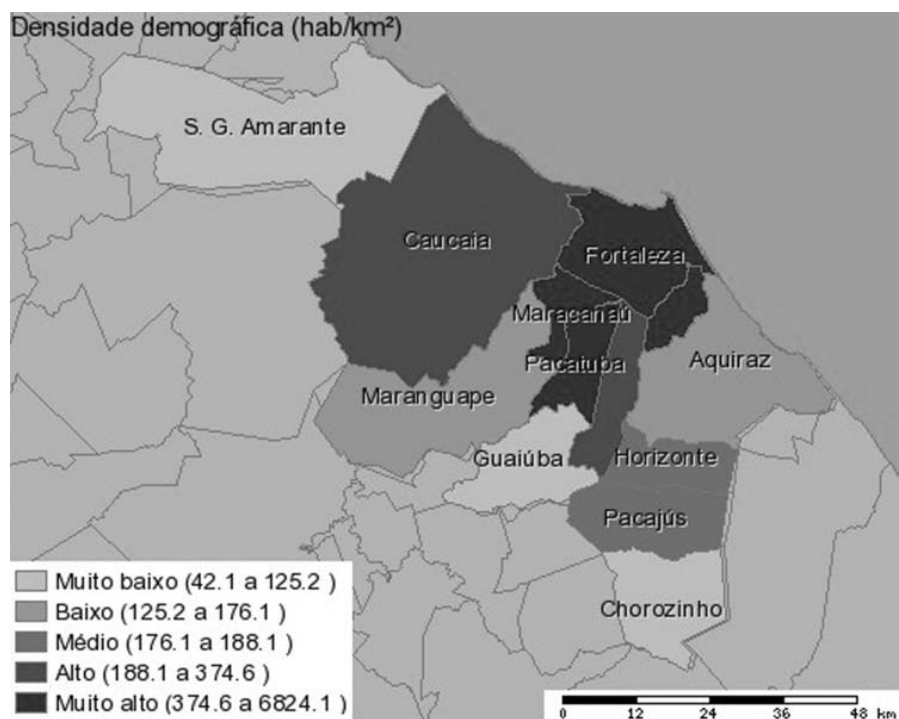 Densidade demográfica (hab/km²)
S. G. Amarante
Caucaia
Fortaleza
Maracanaú
Pacatuba
Aquiraz
Maranguape
Guaiúba
Horizonte
Pacajús
Chorozinho
Muito baixo (42.1 a 125.2 )
Baixo (125.2 a 176.1 )
Médio (176.1 a 188.1 )
Alto (188.1 a 374.6 )
Muito alto (374.6 a 6824.1 )
0 12 24 36 48 km